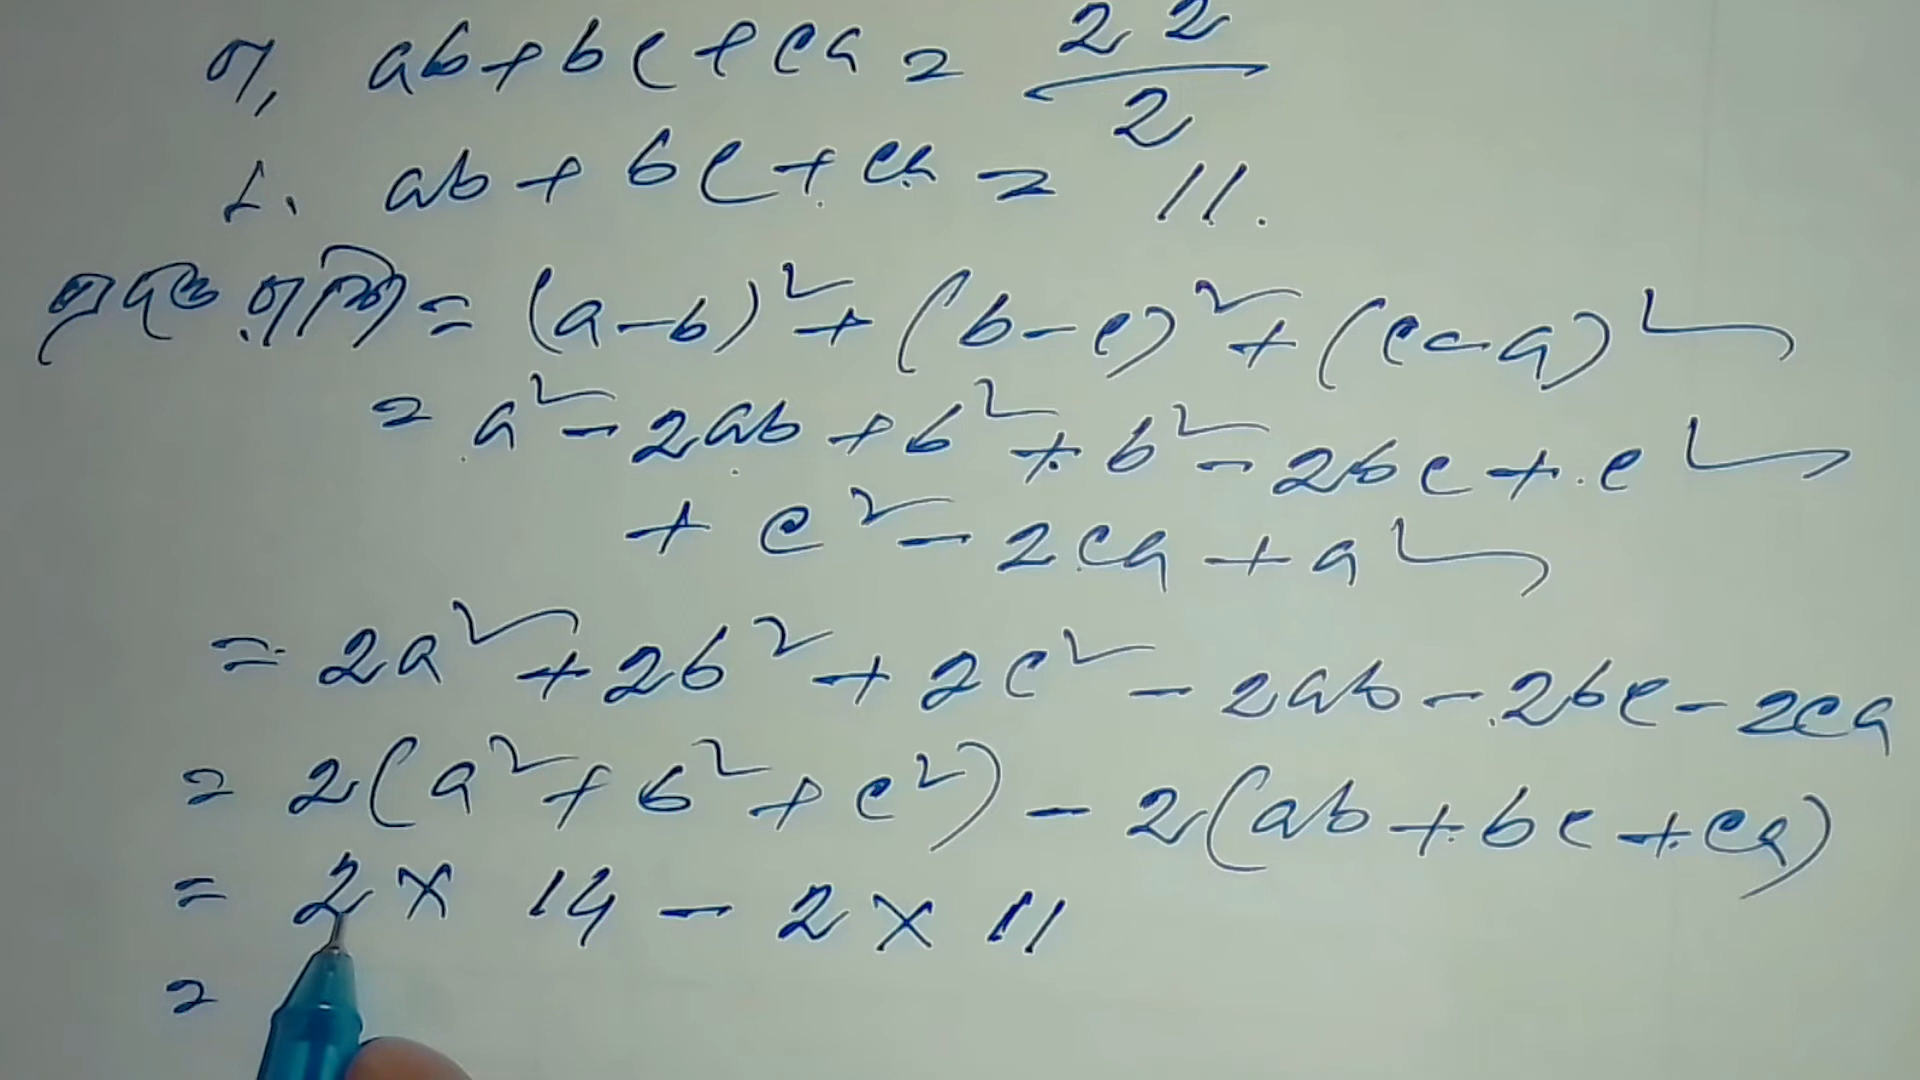 বা, ab+bc+ca = 22/2
∴ ab+bc+ca = 11.
প্রদত্ত রাশি = (a-b)²+(b-c)²+(c-a)²
= a²-2ab+b²+b²-2bc+c²
+c²-2ca+a²
= 2a²+2b²+2c²-2ab-2bc-2ca
= 2(a²+b²+c²)-2(ab+bc+ca)
= 2×14-2×11
=